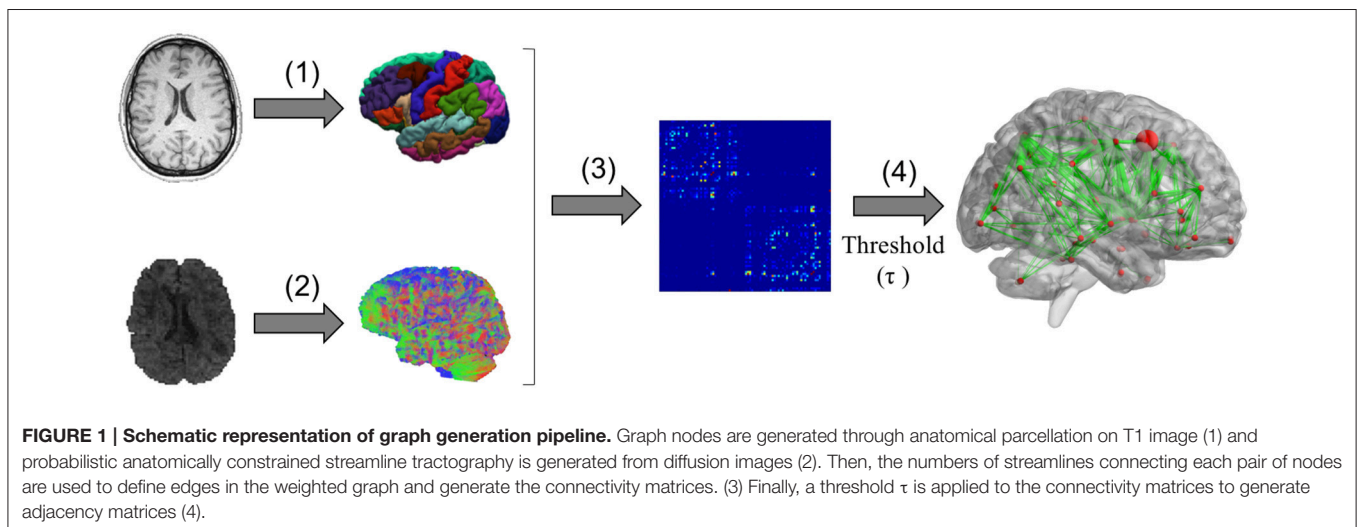 (1)
(2)
(3)
(4)
Threshold
(τ)
FIGURE 1 | Schematic representation of graph generation pipeline. Graph nodes are generated through anatomical parcellation on T1 image (1) and
probabilistic anatomically constrained streamline tractography is generated from diffusion images (2). Then, the numbers of streamlines connecting each pair of nodes
are used to define edges in the weighted graph and generate the connectivity matrices. (3) Finally, a threshold τ is applied to the connectivity matrices to generate
adjacency matrices (4).